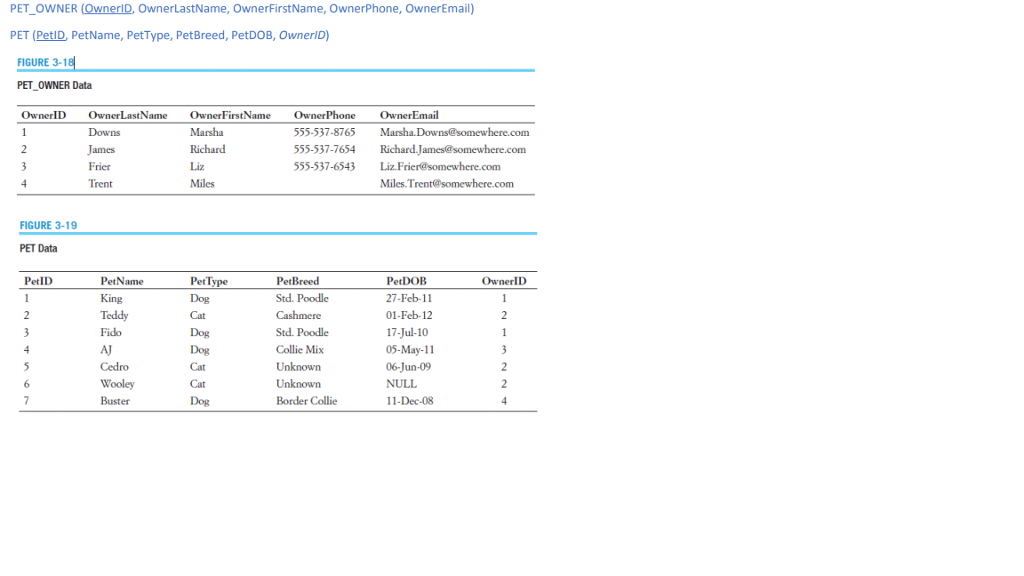 PET_OWNER (OwnerID, OwnerLastName, OwnerFirstName, OwnerPhone, OwnerEmail)
PET (PetID, PetName, PetType, PetBreed, PetDOB, OwnerID)
FIGURE 3-18
PET_OWNER Data
OwnerID OwnerLastName OwnerFirstName OwnerPhone OwnerEmail
1 Downs Marsha 555-537-8765 Marsha.Downs@somewhere.com
2 James Richard 555-537-7654 Richard.James@somewhere.com
3 Frier Liz 555-537-6543 Liz.Frier@somewhere.com
4 Trent Miles Miles.Trent@somewhere.com
FIGURE 3-19
PET Data
PetID PetName PetType PetBreed PetDOB OwnerID
1 King Dog Std. Poodle 27-Feb-11 1
2 Teddy Cat Cashmere 01-Feb-12 2
3 Fido Dog Std. Poodle 17-Jul-10 1
4 AJ Dog Collie Mix 05-May-11 3
5 Cedro Cat Unknown 06-Jun-09 2
6 Wooley Cat Unknown NULL 2
7 Buster Dog Border Collie 11-Dec-08 4